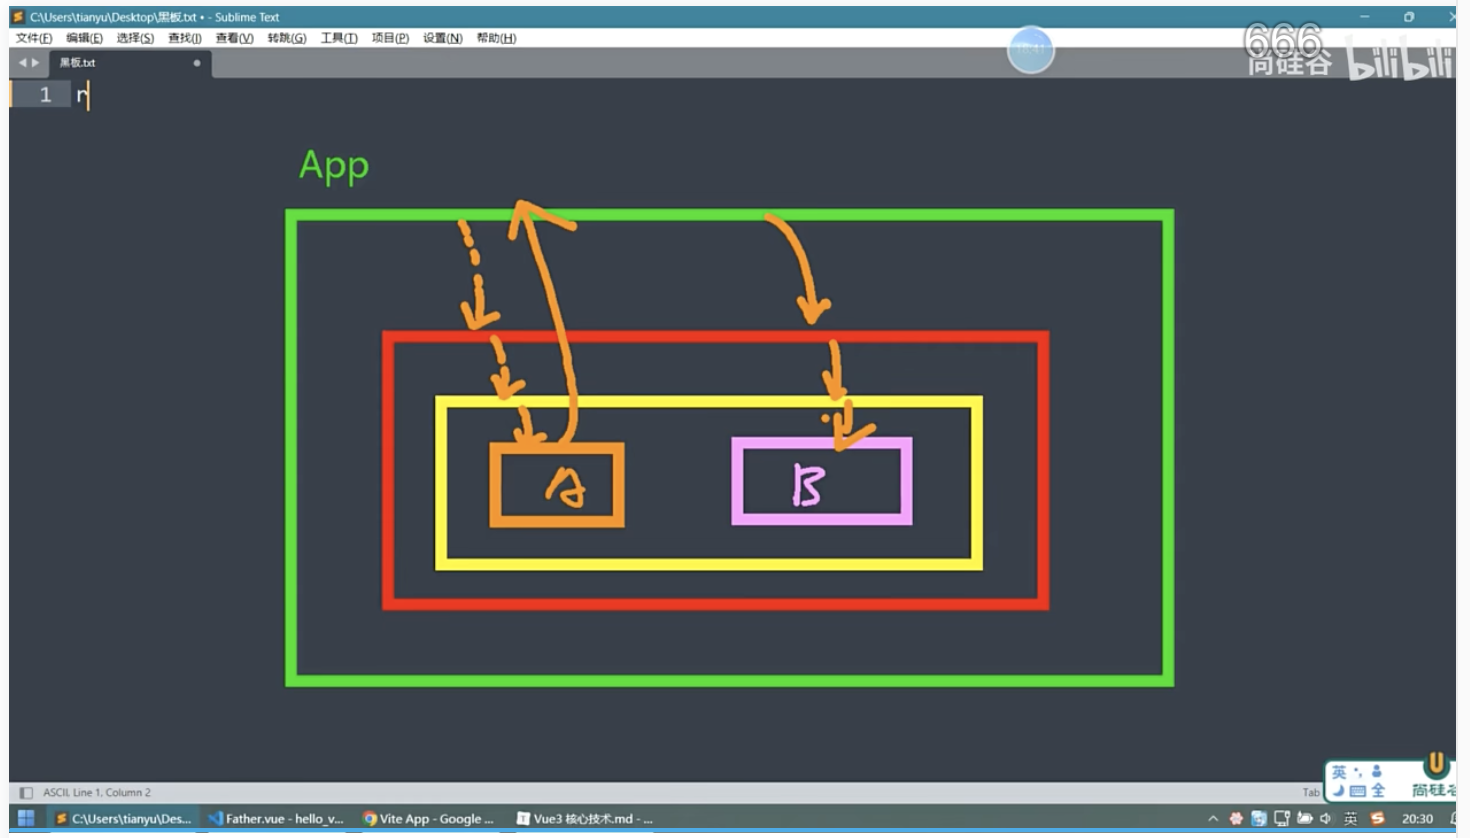 C:\Users\tianyu\Desktop\黑板.txt • - Sublime Text
文件(F) 编辑(E) 选择(S) 查找(I) 查看(V) 转跳(G) 工具(T) 项目(P) 设置(N) 帮助(H)
666
尚硅谷 bilibili
黑板.txt
1 r
App
A
B
ASCII, Line 1, Column 2
Tab
英
全
尚硅谷
C:\Users\tianyu\Des...
Father.vue - hello_v...
Vite App - Google ...
Vue3 核心技术.md - ...
英
20:30